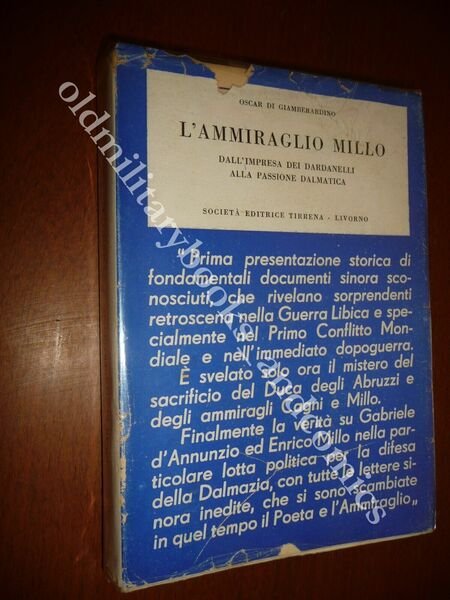 OSCAR DI GIAMBERARDINO
L'AMMIRAGLIO MILLO
DALL'IMPRESA DEI DARDANELLI
ALLA PASSIONE DALMATICA
SOCIETÀ EDITRICE TIRRENA - LIVORNO
„Prima presentazione storica di
fondamentali documenti sinora sco-
nosciuti, che rivelano sorprendenti
retroscena nella Guerra Libica e spe-
cialmente nel Primo Conflitto Mon-
diale e nell'immediato dopoguerra.
È svelato solo ora il mistero del
sacrificio del Duca degli Abruzzi e
degli ammiragli Cagni e Millo.
Finalmente la verità su Gabriele
d'Annunzio ed Enrico Millo nella par-
ticolare lotta politica per la difesa
della Dalmazia, con tutte le lettere si-
nora inedite, che si sono scambiate
in quel tempo il Poeta e l'Ammiraglio„
oldmilitarybooksandcomics